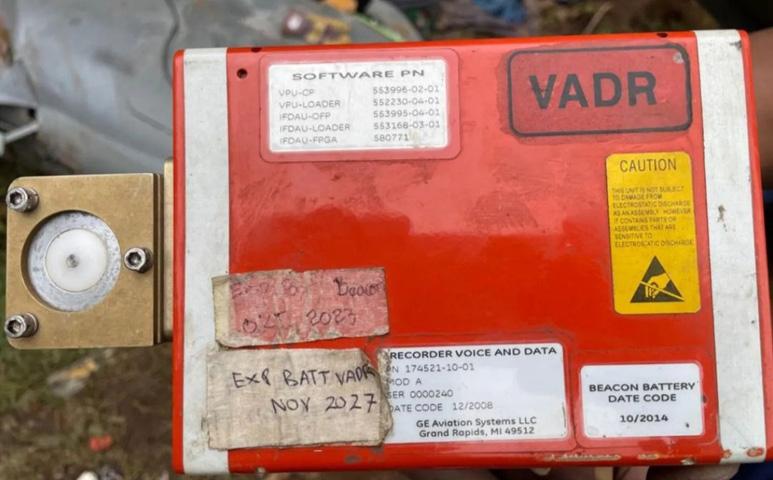 SOFTWARE PN
VPU-CP 553996-02-01
VPU-LOADER 552230-04-01
IFDAU-OFP 553995-04-01
IFDAU-LOADER 553168-03-01
IFDAU-FPGA 580771
VADR
CAUTION
THIS UNIT IS NOT SUBJECT
TO DAMAGE FROM
ELECTROSTATIC DISCHARGE
AS AN ASSEMBLY. HOWEVER
IT CONTAINS PARTS OR
ASSEMBLIES THAT ARE
SENSITIVE TO
ELECTROSTATIC DISCHARGE
Beacon
2023
EXP BATT VADR
NOV 2027
RECORDER VOICE AND DATA
PN 174521-10-01
MOD A
SER 0000240
DATE CODE 12/2008
GE Aviation Systems LLC
Grand Rapids, MI 49512
BEACON BATTERY
DATE CODE
10/2014